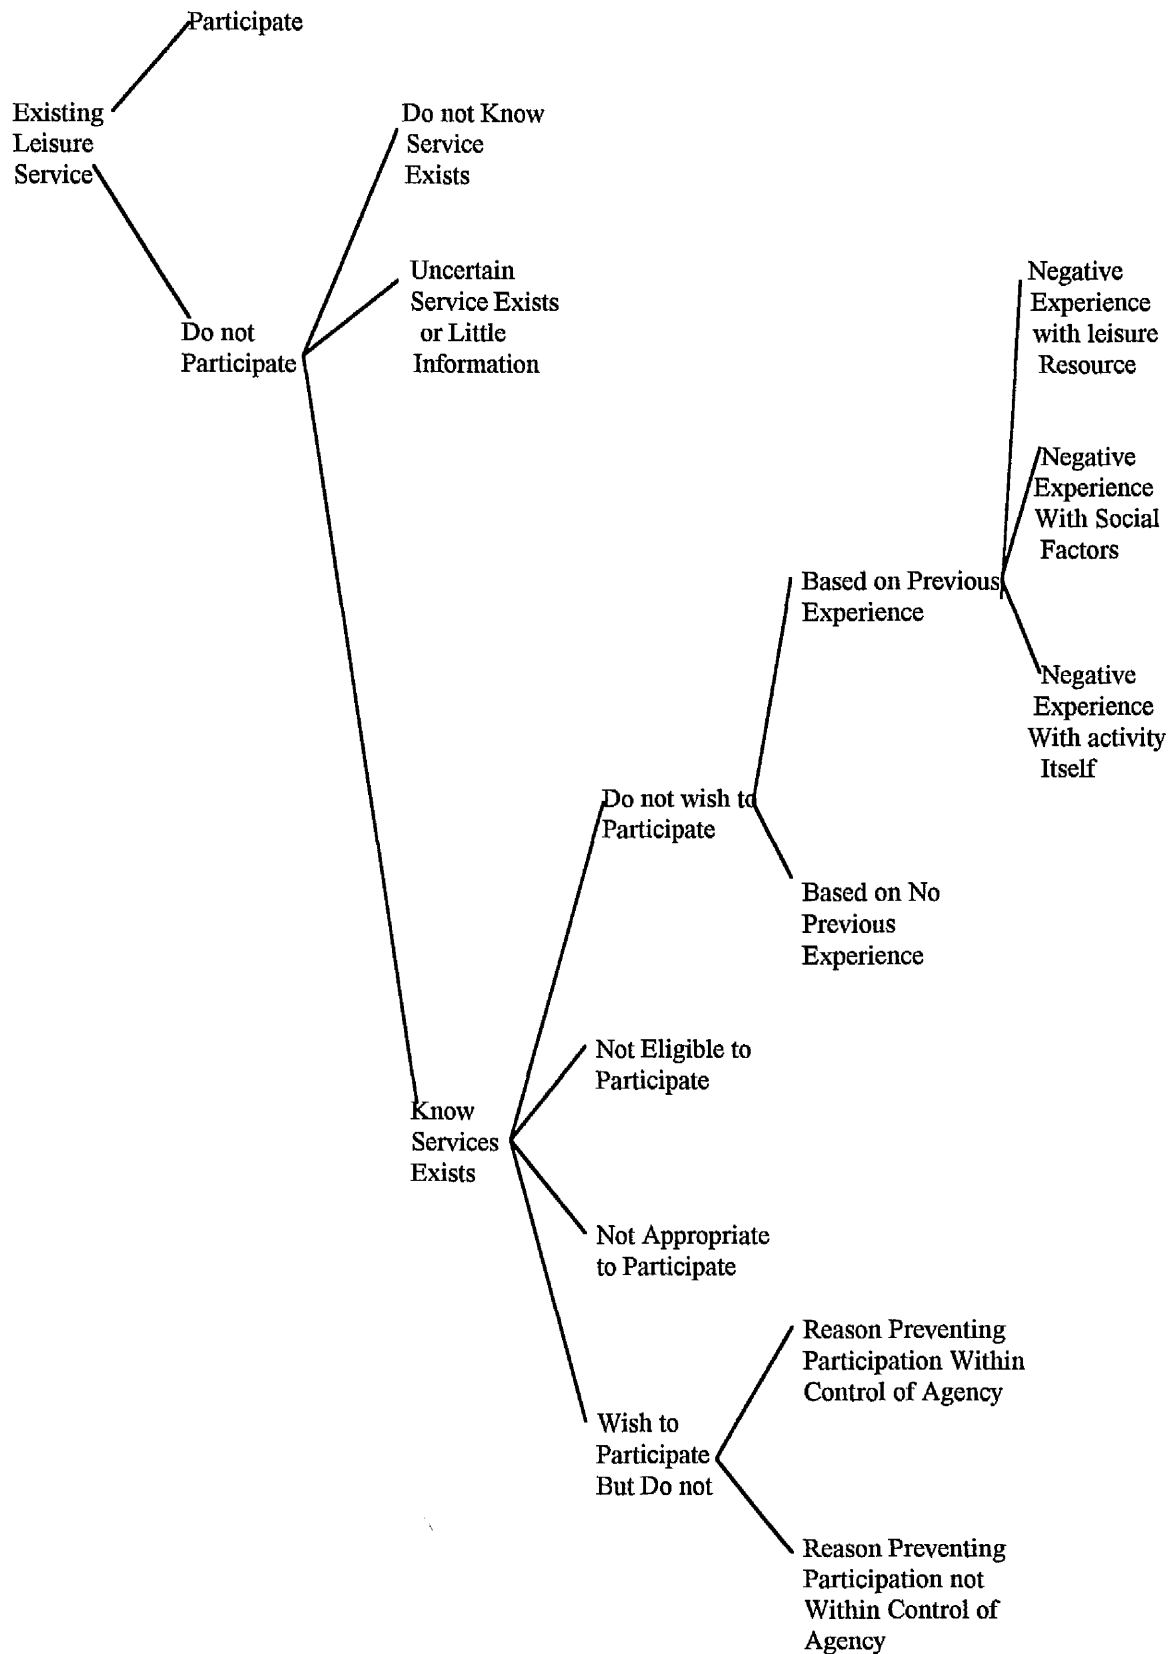 Participate
Existing
Leisure
Service
Do not Know
Service
Exists
Uncertain
Service Exists
or Little
Information
Do not
Participate
Negative
Experience
with leisure
Resource
Negative
Experience
With Social
Factors
Based on Previous
Experience
Negative
Experience
With activity
Itself
Do not wish to
Participate
Based on No
Previous
Experience
Not Eligible to
Participate
Know
Services
Exists
Not Appropriate
to Participate
Reason Preventing
Participation Within
Control of Agency
Wish to
Participate
But Do not
Reason Preventing
Participation not
Within Control of
Agency